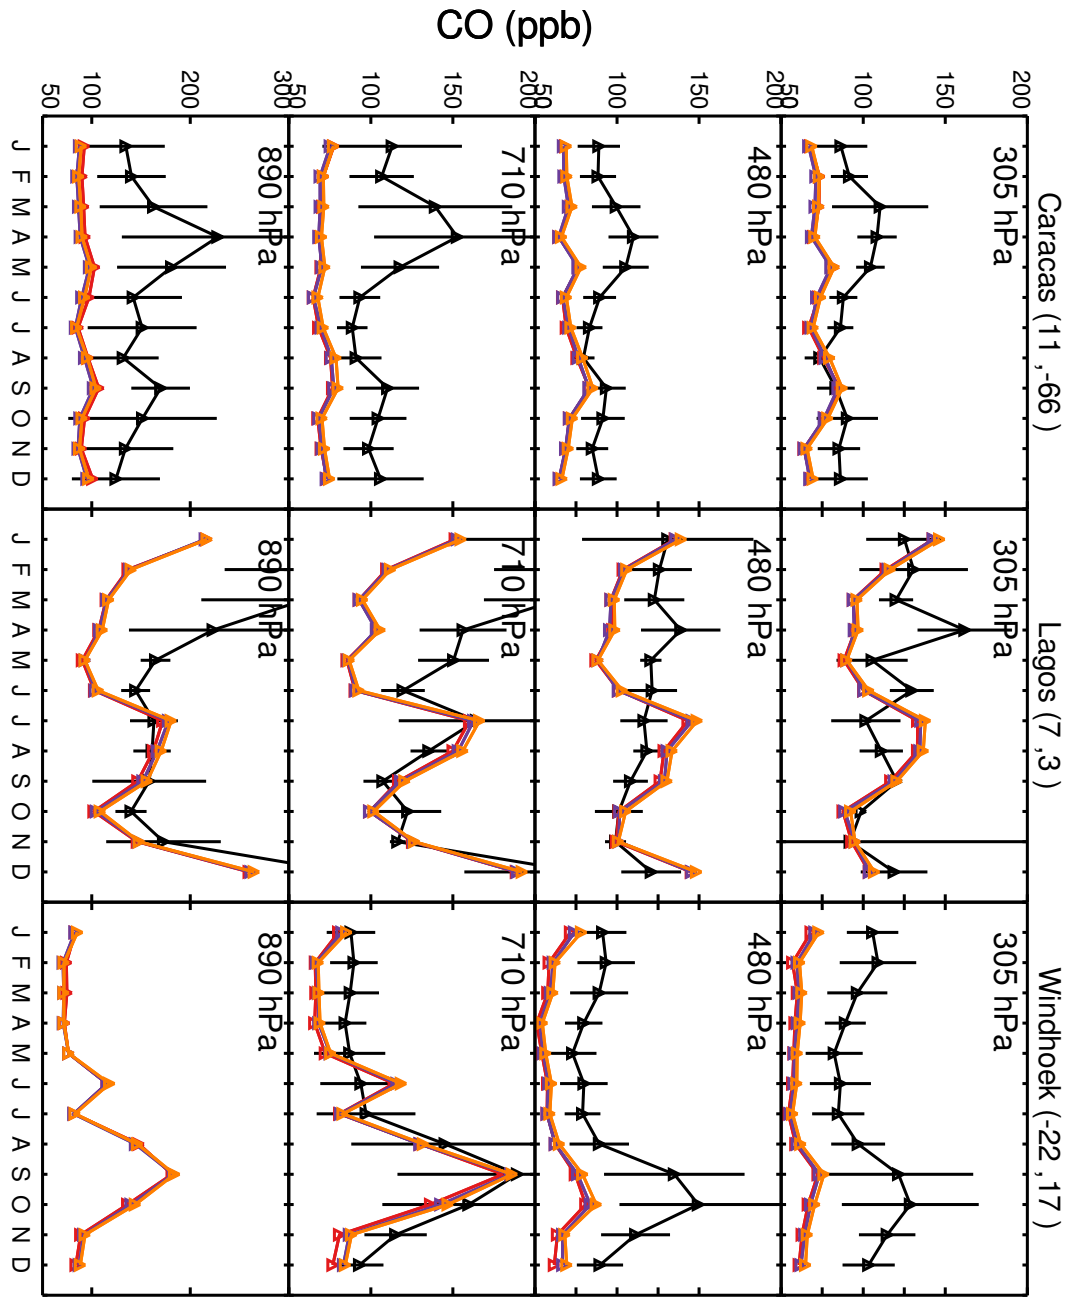 CO (ppb)
50 100 200 300
50 100 150 200
50 100 150 200
50 100 150 200
Caracas (11 ,-66 )
305 hPa
480 hPa
710 hPa
890 hPa
J F M A M J J A S O N D
Lagos (7 ,3 )
305 hPa
480 hPa
710 hPa
890 hPa
J F M A M J J A S O N D
Windhoek (-22 ,17 )
305 hPa
480 hPa
710 hPa
890 hPa
J F M A M J J A S O N D